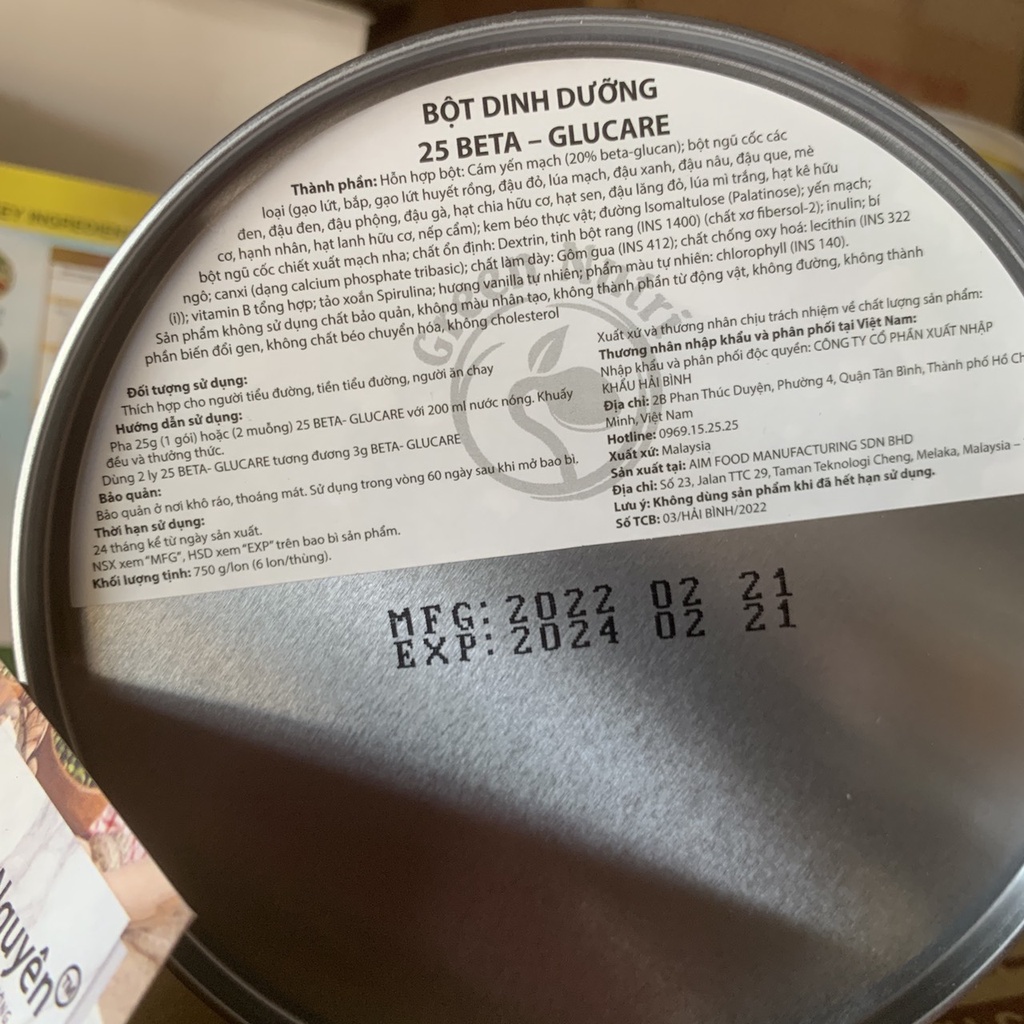 BỘT DINH DƯỠNG
25 BETA – GLUCARE
Thành phần: Hỗn hợp bột: Cám yến mạch (20% beta-glucan); bột ngũ cốc các
loại (gạo lứt, bắp, gạo lứt huyết rồng, đậu đỏ, lúa mạch, đậu xanh, đậu nâu, đậu que, mè
đen, đậu đen, đậu phộng, đậu gà, hạt chia hữu cơ, hạt sen, đậu lăng đỏ, lúa mì trắng, hạt kê hữu
cơ, hạnh nhân, hạt lanh hữu cơ, nếp cẩm); kem béo thực vật; đường Isomaltulose (Palatinose); yến mạch;
bột ngũ cốc chiết xuất mạch nha; chất ổn định: Dextrin, tinh bột rang (INS 1400) (chất xơ fibersol-2); inulin; bí
ngô; canxi (dạng calcium phosphate tribasic); chất làm dày: Gôm gua (INS 412); chất chống oxy hoá: lecithin (INS 322
(i)); vitamin B tổng hợp; tảo xoắn Spirulina; hương vanilla tự nhiên; phẩm màu tự nhiên: chlorophyll (INS 140).
Sản phẩm không sử dụng chất bảo quản, không màu nhân tạo, không thành phần từ động vật, không đường, không thành
phần biến đổi gen, không chất béo chuyển hóa, không cholesterol
Green Nutri
Đối tượng sử dụng:
Thích hợp cho người tiểu đường, tiền tiểu đường, người ăn chay
Hướng dẫn sử dụng:
Pha 25g (1 gói) hoặc (2 muỗng) 25 BETA- GLUCARE với 200 ml nước nóng. Khuấy
đều và thưởng thức.
Dùng 2 ly 25 BETA- GLUCARE tương đương 3g BETA- GLUCARE
Bảo quản:
Bảo quản ở nơi khô ráo, thoáng mát. Sử dụng trong vòng 60 ngày sau khi mở bao bì.
Thời hạn sử dụng:
24 tháng kể từ ngày sản xuất.
NSX xem "MFG", HSD xem "EXP" trên bao bì sản phẩm.
Khối lượng tịnh: 750 g/lon (6 lon/thùng).
Xuất xứ và thương nhân chịu trách nhiệm về chất lượng sản phẩm:
Thương nhân nhập khẩu và phân phối tại Việt Nam:
Nhập khẩu và phân phối độc quyền: CÔNG TY CỔ PHẦN XUẤT NHẬP
KHẨU HẢI BÌNH
Địa chỉ: 2B Phan Thúc Duyện, Phường 4, Quận Tân Bình, Thành phố Hồ Ch
Minh, Việt Nam
Hotline: 0969.15.25.25
Xuất xứ: Malaysia
Sản xuất tại: AIM FOOD MANUFACTURING SDN BHD
Địa chỉ: Số 23, Jalan TTC 29, Taman Teknologi Cheng, Melaka, Malaysia –
Lưu ý: Không dùng sản phẩm khi đã hết hạn sử dụng.
Số TCB: 03/HẢI BÌNH/2022
MFG: 2022 02 21
EXP: 2024 02 21
Nguyên TM